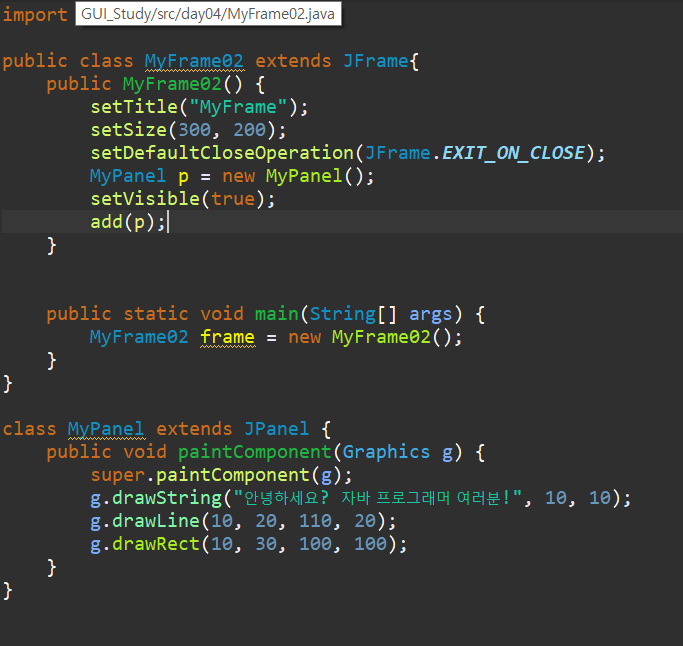 import
GUI_Study/src/day04/MyFrame02.java
public class MyFrame02 extends JFrame{
public MyFrame02() {
setTitle("MyFrame");
setSize(300, 200);
setDefaultCloseOperation(JFrame.EXIT_ON_CLOSE);
MyPanel p = new MyPanel();
setVisible(true);
add(p);
}
public static void main(String[] args) {
MyFrame02 frame = new MyFrame02();
}
}
class MyPanel extends JPanel {
public void paintComponent(Graphics g) {
super.paintComponent(g);
g.drawString("안녕하세요? 자바 프로그래머 여러분!", 10, 10);
g.drawLine(10, 20, 110, 20);
g.drawRect(10, 30, 100, 100);
}
}